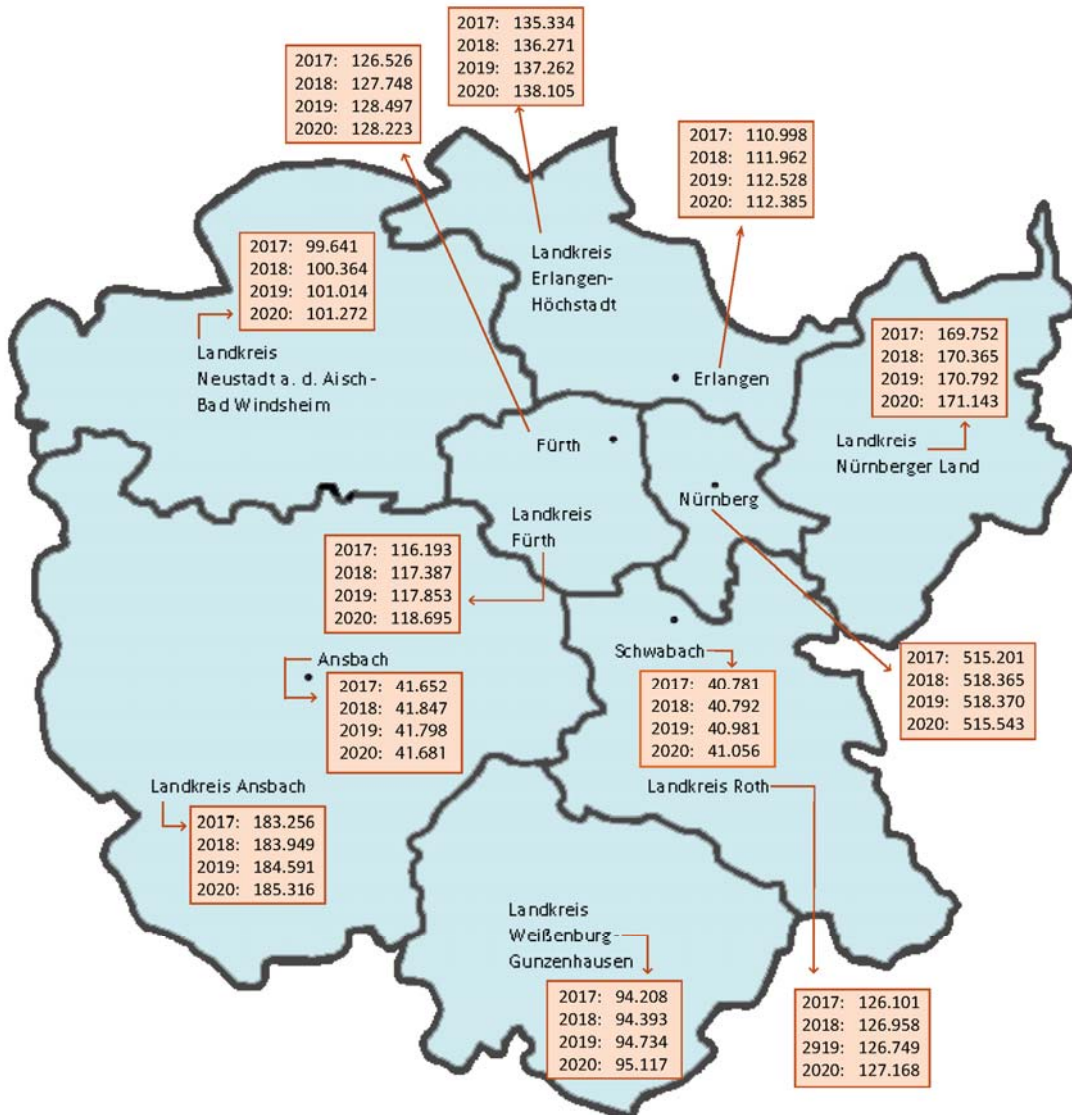 2017: 135.334
2018: 136.271
2019: 137.262
2020: 138.105
2017: 126.526
2018: 127.748
2019: 128.497
2020: 128.223
2017: 110.998
2018: 111.962
2019: 112.528
2020: 112.385
2017: 99.641
2018: 100.364
2019: 101.014
2020: 101.272
Landkreis
Neustadt a. d. Aisch-
Bad Windsheim
Landkreis
Erlangen-
Höchstadt
Erlangen
2017: 169.752
2018: 170.365
2019: 170.792
2020: 171.143
Landkreis
Nürnberger Land
Fürth
Nürnberg
Landkreis
Fürth
2017: 116.193
2018: 117.387
2019: 117.853
2020: 118.695
Ansbach
2017: 41.652
2018: 41.847
2019: 41.798
2020: 41.681
Schwabach
2017: 40.781
2018: 40.792
2019: 40.981
2020: 41.056
2017: 515.201
2018: 518.365
2019: 518.370
2020: 515.543
Landkreis Ansbach
2017: 183.256
2018: 183.949
2019: 184.591
2020: 185.316
Landkreis Roth
Landkreis
Weißenburg-
Gunzenhausen
2017: 94.208
2018: 94.393
2019: 94.734
2020: 95.117
2017: 126.101
2018: 126.958
2919: 126.749
2020: 127.168